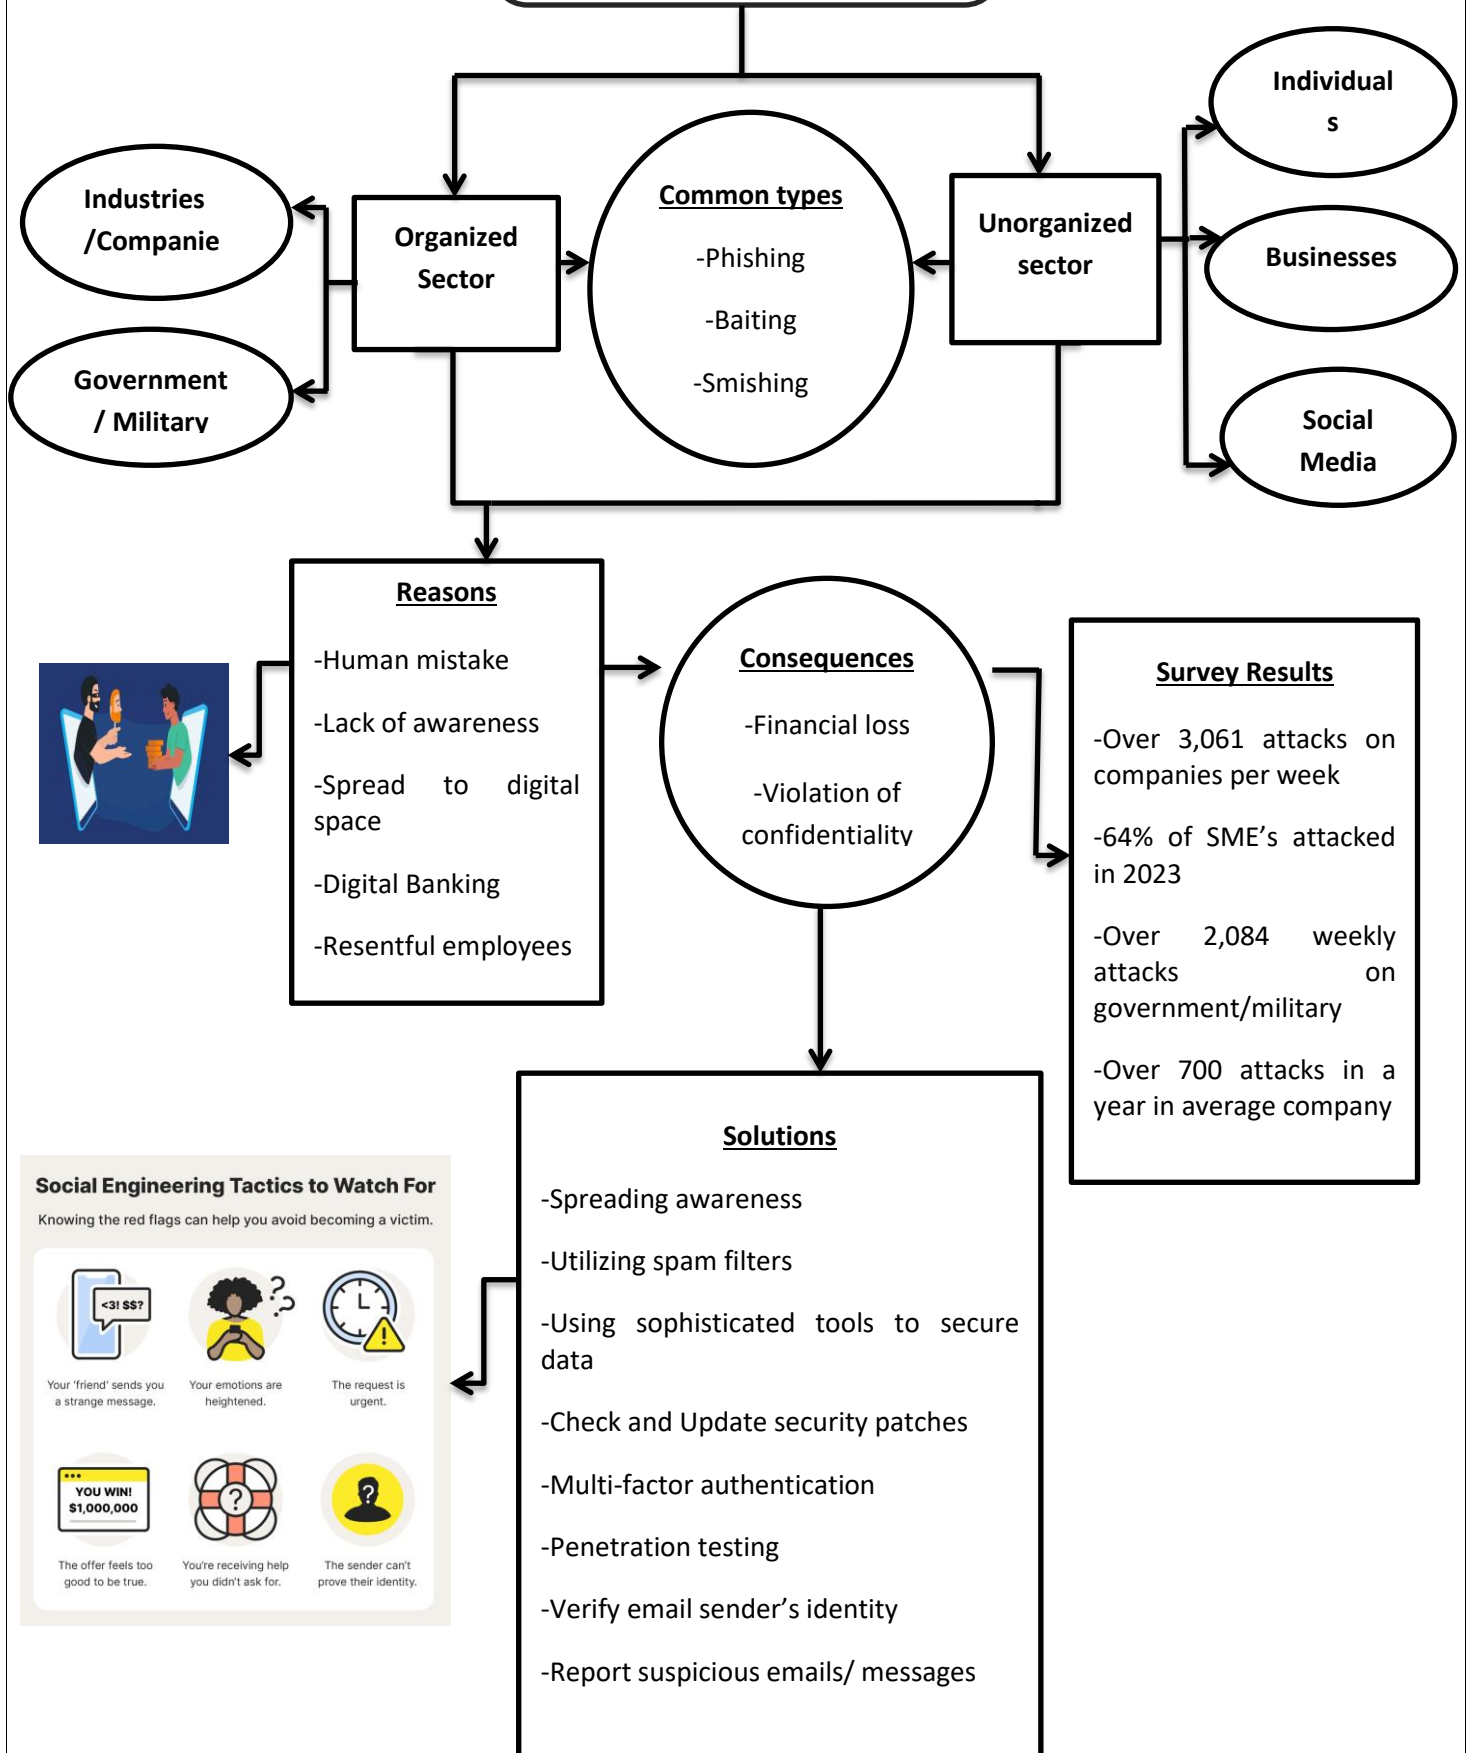 Individual
s
Industries
/Companie
Organized
Sector
Common types
-Phishing
-Baiting
-Smishing
Unorganized
sector
Businesses
Government
/ Military
Social
Media
Reasons
-Human mistake
-Lack of awareness
-Spread to digital
space
-Digital Banking
-Resentful employees
Consequences
-Financial loss
-Violation of
confidentiality
Survey Results
-Over 3,061 attacks on
companies per week
-64% of SME’s attacked
in 2023
-Over 2,084 weekly
attacks on
government/military
-Over 700 attacks in a
year in average company
Solutions
-Spreading awareness
-Utilizing spam filters
-Using sophisticated tools to secure
data
-Check and Update security patches
-Multi-factor authentication
-Penetration testing
-Verify email sender’s identity
-Report suspicious emails/ messages
Social Engineering Tactics to Watch For
Knowing the red flags can help you avoid becoming a victim.
<3! $$?
Your 'friend' sends you
a strange message.
???
Your emotions are
heightened.
!
The request is
urgent.
YOU WIN!
$1,000,000
The offer feels too
good to be true.
?
You're receiving help
you didn't ask for.
?
The sender can't
prove their identity.